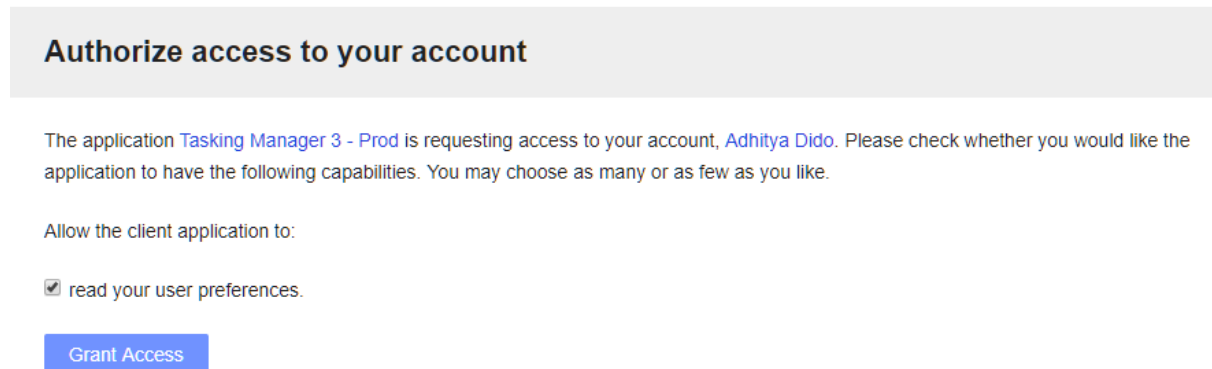 Authorize access to your account
The application Tasking Manager 3 - Prod is requesting access to your account, Adhitya Dido. Please check whether you would like the
application to have the following capabilities. You may choose as many or as few as you like.
Allow the client application to:
read your user preferences.
Grant Access